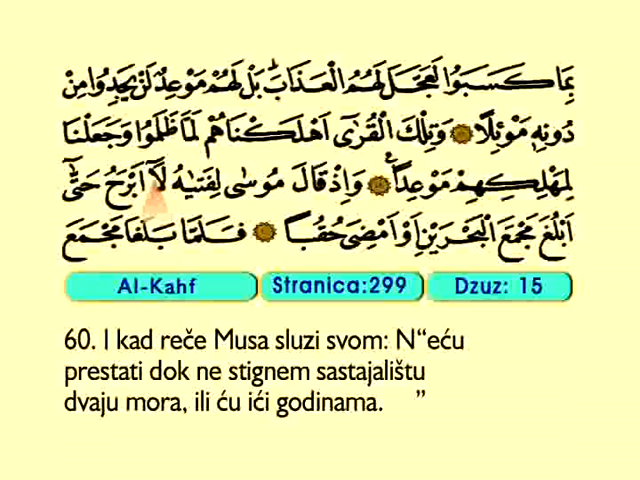 بِمَا كَسَبُوا لَعَجَّلَ لَهُمُ الْعَذَابَ ۚ بَلْ لَهُمْ مَوْعِدٌ لَنْ يَجِدُوا مِنْ
دُونِهِ مَوْئِلًا ۝ وَتِلْكَ الْقُرٰٓى اَهْلَكْنَاهُمْ لَمَّا ظَلَمُوا وَجَعَلْنَا
لِمَهْلِكِهِمْ مَوْعِدًا ۝ وَاِذْ قَالَ مُوسٰى لِفَتٰيهُ لَٓا اَبْرَحُ حَتّٰٓى
اَبْلُغَ مَجْمَعَ الْبَحْرَيْنِ اَوْ اَمْضِيَ حُقُبًا ۝ فَلَمَّا بَلَغَا مَجْمَعَ
Al-Kahf Stranica:299 Dzuz: 15
60. I kad reče Musa sluzi svom: N“eću
prestati dok ne stignem sastajalištu
dvaju mora, ili ću ići godinama. ”